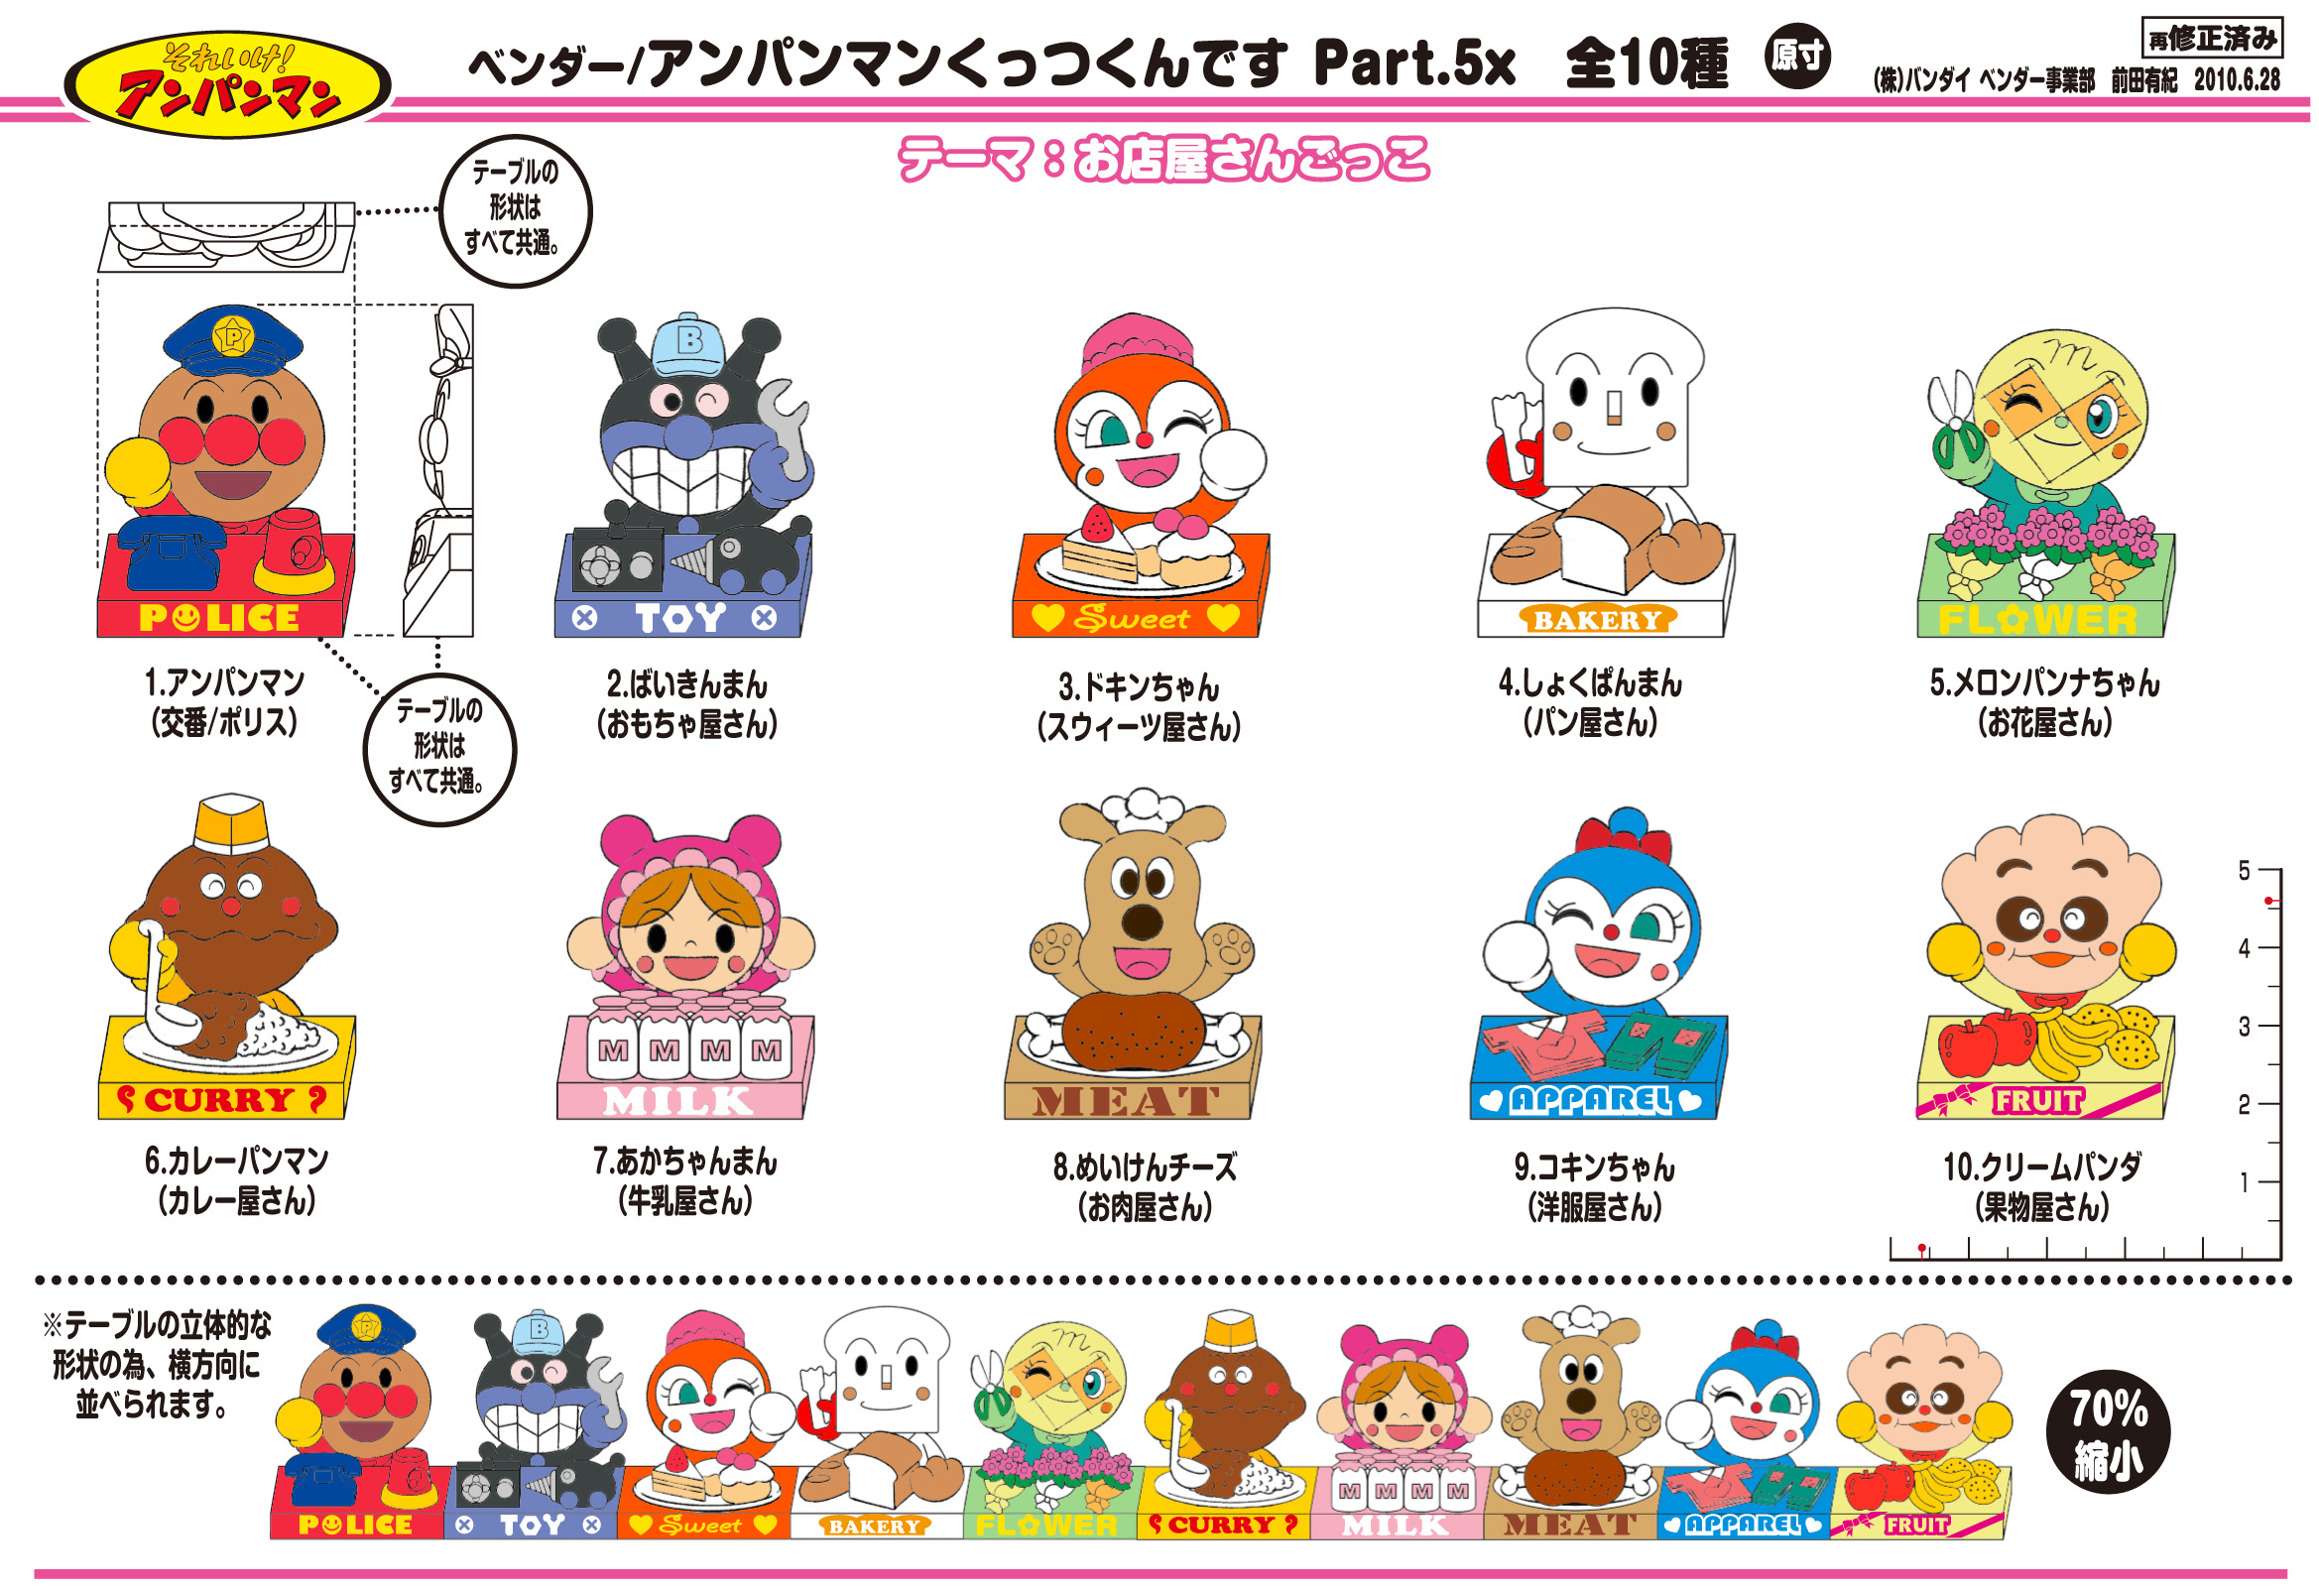 それいけ!
アンパンマン
ベンダー/アンパンマンくっつくんです Part.5x 全10種 原寸
再修正済み
(株)バンダイ ベンダー事業部 前田有紀 2010.6.28
テーマ：お店屋さんごっこ
テーブルの
形状は
すべて共通。
P
POLICE
B
TOY
Sweet
BAKERY
FLOWER
1.アンパンマン
(交番/ポリス)
テーブルの
形状は
すべて共通。
2.ばいきんまん
(おもちゃ屋さん)
3.ドキンちゃん
(スウィーツ屋さん)
4.しょくぱんまん
(パン屋さん)
5.メロンパンナちゃん
(お花屋さん)
CURRY
M M M M
MILK
MEAT
APPAREL
FRUIT
5
4
3
2
1
6.カレーパンマン
(カレー屋さん)
7.あかちゃんまん
(牛乳屋さん)
8.めいけんチーズ
(お肉屋さん)
9.コキンちゃん
(洋服屋さん)
10.クリームパンダ
(果物屋さん)
※テーブルの立体的な
形状の為、横方向に
並べられます。
P
B
M M M M
POLICE TOY Sweet BAKERY FLOWER CURRY MILK MEAT APPAREL FRUIT
70%
縮小